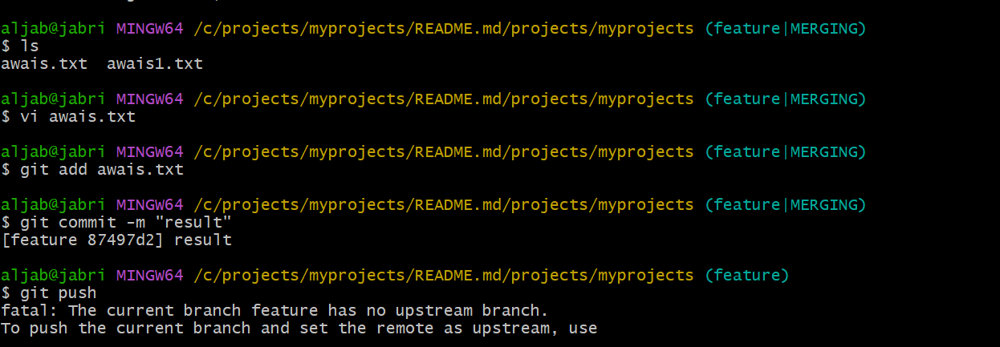 aljab@jabri MINGW64 /c/projects/myprojects/README.md/projects/myprojects (feature|MERGING)
$ ls
awais.txt  awais1.txt
aljab@jabri MINGW64 /c/projects/myprojects/README.md/projects/myprojects (feature|MERGING)
$ vi awais.txt
aljab@jabri MINGW64 /c/projects/myprojects/README.md/projects/myprojects (feature|MERGING)
$ git add awais.txt
aljab@jabri MINGW64 /c/projects/myprojects/README.md/projects/myprojects (feature|MERGING)
$ git commit -m "result"
[feature 87497d2] result
aljab@jabri MINGW64 /c/projects/myprojects/README.md/projects/myprojects (feature)
$ git push
fatal: The current branch feature has no upstream branch.
To push the current branch and set the remote as upstream, use